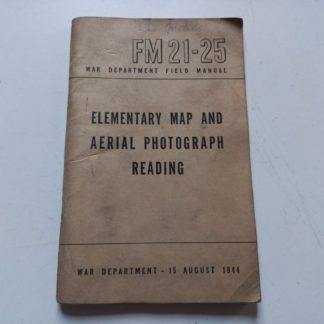 FM 21-25
WAR DEPARTMENT FIELD MANUAL
ELEMENTARY MAP AND
AERIAL PHOTOGRAPH
READING
WAR DEPARTMENT - 15 AUGUST 1944